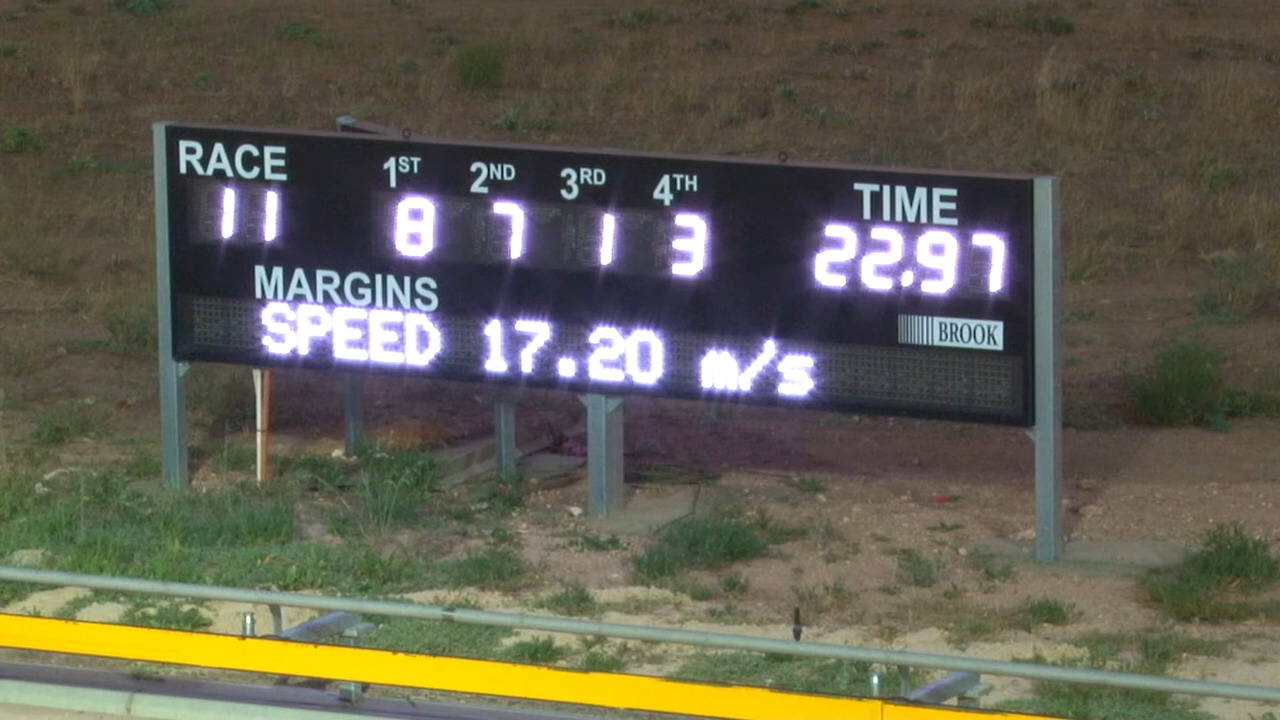 RACE 1ST 2ND 3RD 4TH TIME
11 8 7 1 3 22.97
MARGINS
BROOK
SPEED 17.20 m/s